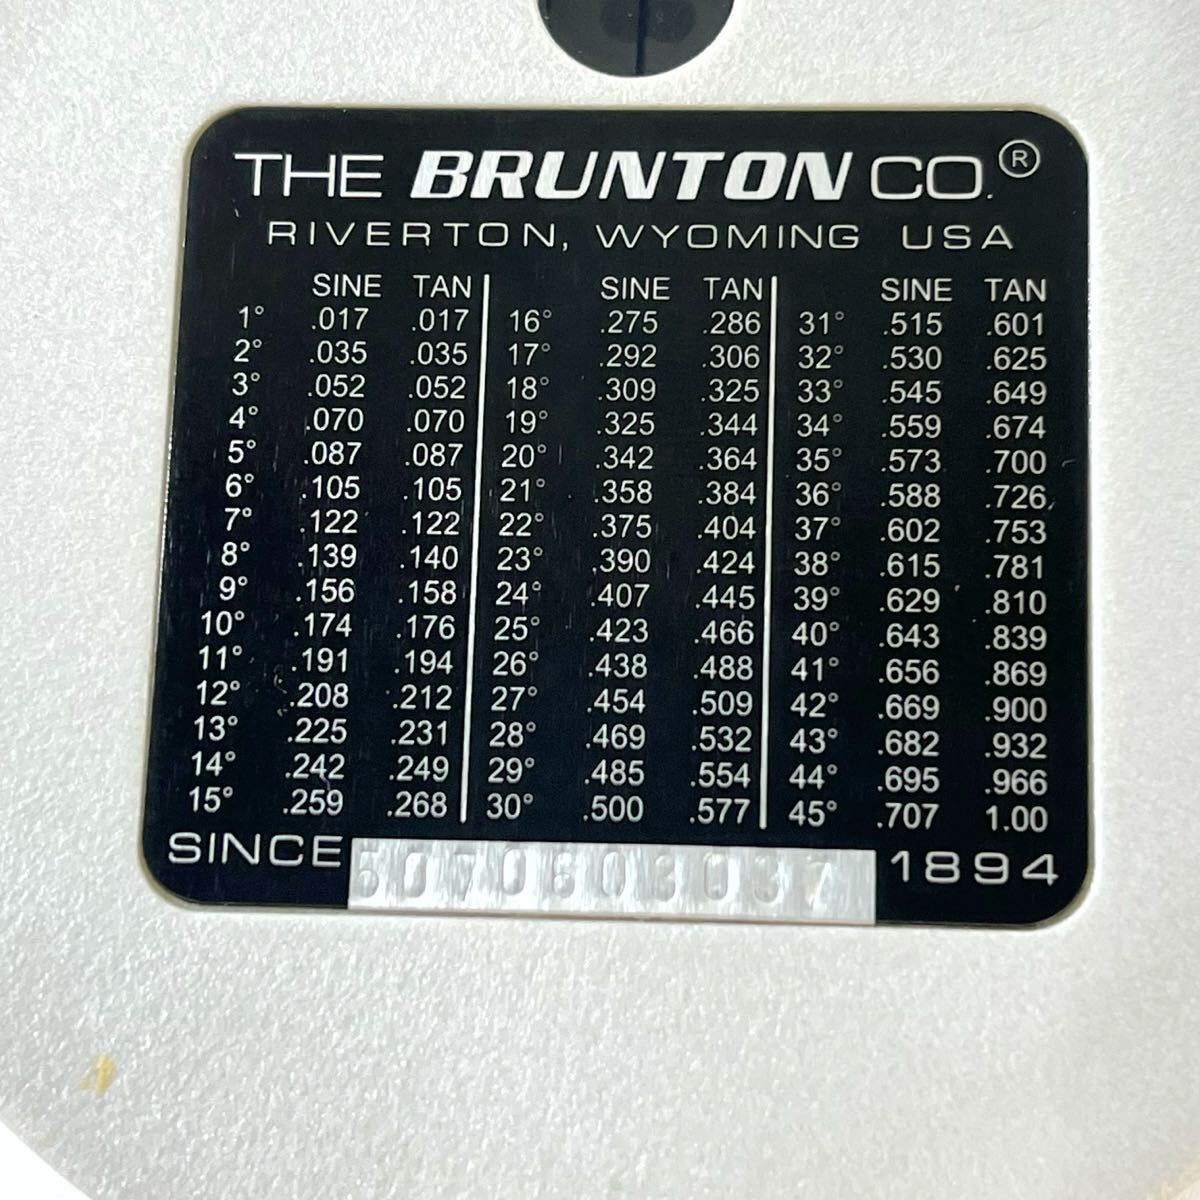 THE BRUNTON CO.®
RIVERTON, WYOMING USA
SINE TAN SINE TAN SINE TAN
1° .017 .017 16° .275 .286 31° .515 .601
2° .035 .035 17° .292 .306 32° .530 .625
3° .052 .052 18° .309 .325 33° .545 .649
4° .070 .070 19° .325 .344 34° .559 .674
5° .087 .087 20° .342 .364 35° .573 .700
6° .105 .105 21° .358 .384 36° .588 .726
7° .122 .122 22° .375 .404 37° .602 .753
8° .139 .140 23° .390 .424 38° .615 .781
9° .156 .158 24° .407 .445 39° .629 .810
10° .174 .176 25° .423 .466 40° .643 .839
11° .191 .194 26° .438 .488 41° .656 .869
12° .208 .212 27° .454 .509 42° .669 .900
13° .225 .231 28° .469 .532 43° .682 .932
14° .242 .249 29° .485 .554 44° .695 .966
15° .259 .268 30° .500 .577 45° .707 1.00
SINCE 1894